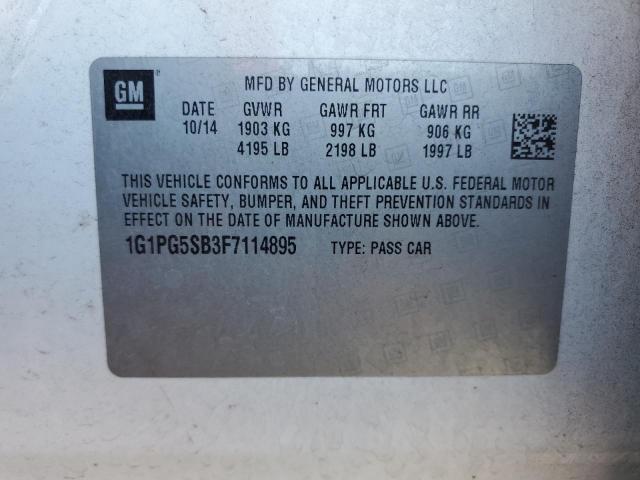 GM
MFD BY GENERAL MOTORS LLC
DATE GVWR GAWR FRT GAWR RR
10/14 1903 KG 997 KG 906 KG
4195 LB 2198 LB 1997 LB
THIS VEHICLE CONFORMS TO ALL APPLICABLE U.S. FEDERAL MOTOR
VEHICLE SAFETY, BUMPER, AND THEFT PREVENTION STANDARDS IN
EFFECT ON THE DATE OF MANUFACTURE SHOWN ABOVE.
1G1PG5SB3F7114895 TYPE: PASS CAR